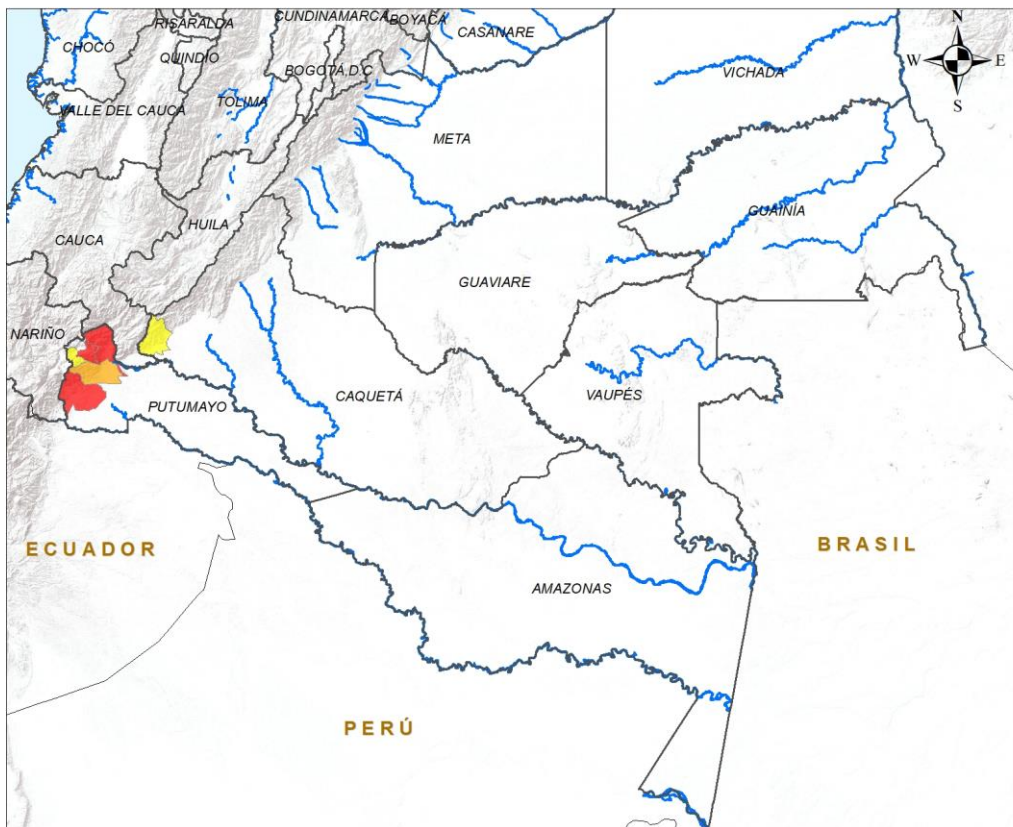 CUNDINAMARCA
BOYACÁ
RISARALDA
CASANARE
CHOCÓ
QUINDIO
BOGOTÁ,D.C
VICHADA
N
W
E
S
TOLIMA
VALLE DEL CAUCA
META
GUAINÍA
HUILA
CAUCA
GUAVIARE
NARIÑO
CAQUETÁ
VAUPÉS
PUTUMAYO
ECUADOR
BRASIL
AMAZONAS
PERÚ